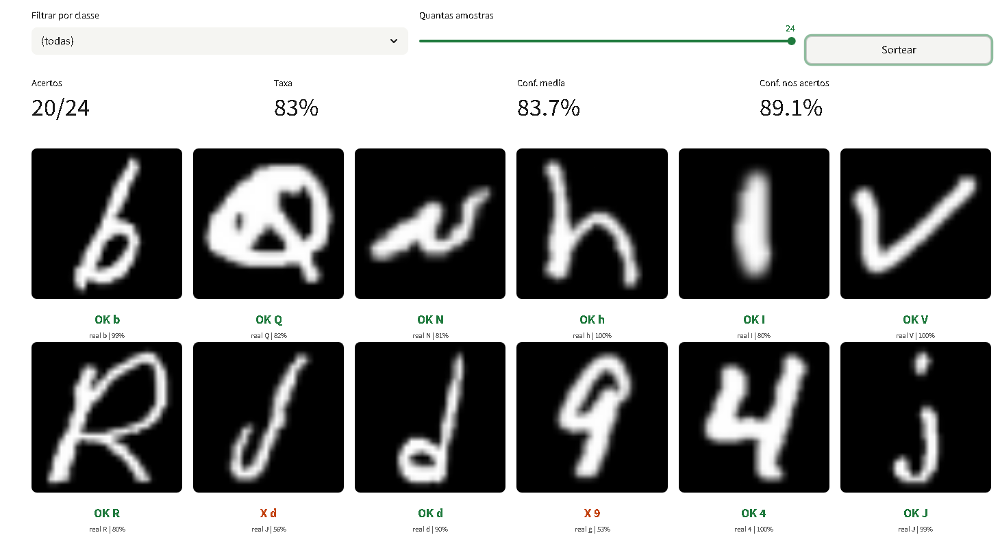 Filtrar por classe Quantas amostras
24
(todas) Sortear
Acertos Taxa Conf. media Conf. nos acertos
20/24 83% 83.7% 89.1%
b Q N h I V
OK b OK Q OK N OK h OK I OK V
real b | 99% real Q | 82% real N | 81% real h | 100% real I | 80% real V | 100%
R J d g 4 j
OK R X d OK d X 9 OK 4 OK J
real R | 80% real J | 56% real d | 90% real g | 53% real 4 | 100% real J | 99%